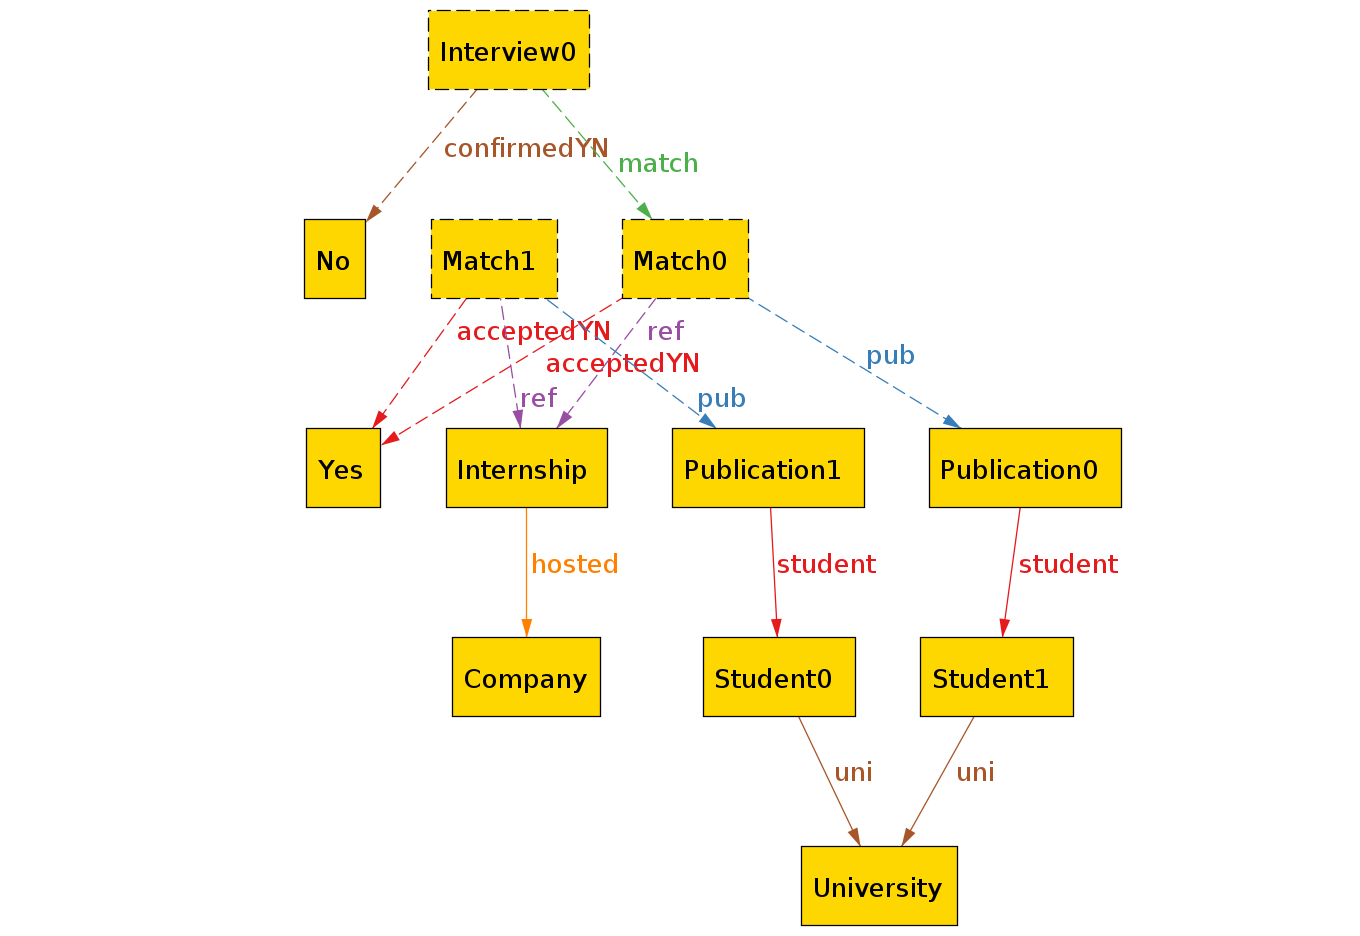 Interview0
confirmedYN
match
No
Match1
Match0
acceptedYN
ref
pub
acceptedYN
ref
pub
Yes
Internship
Publication1
Publication0
hosted
student
student
Company
Student0
Student1
uni
uni
University